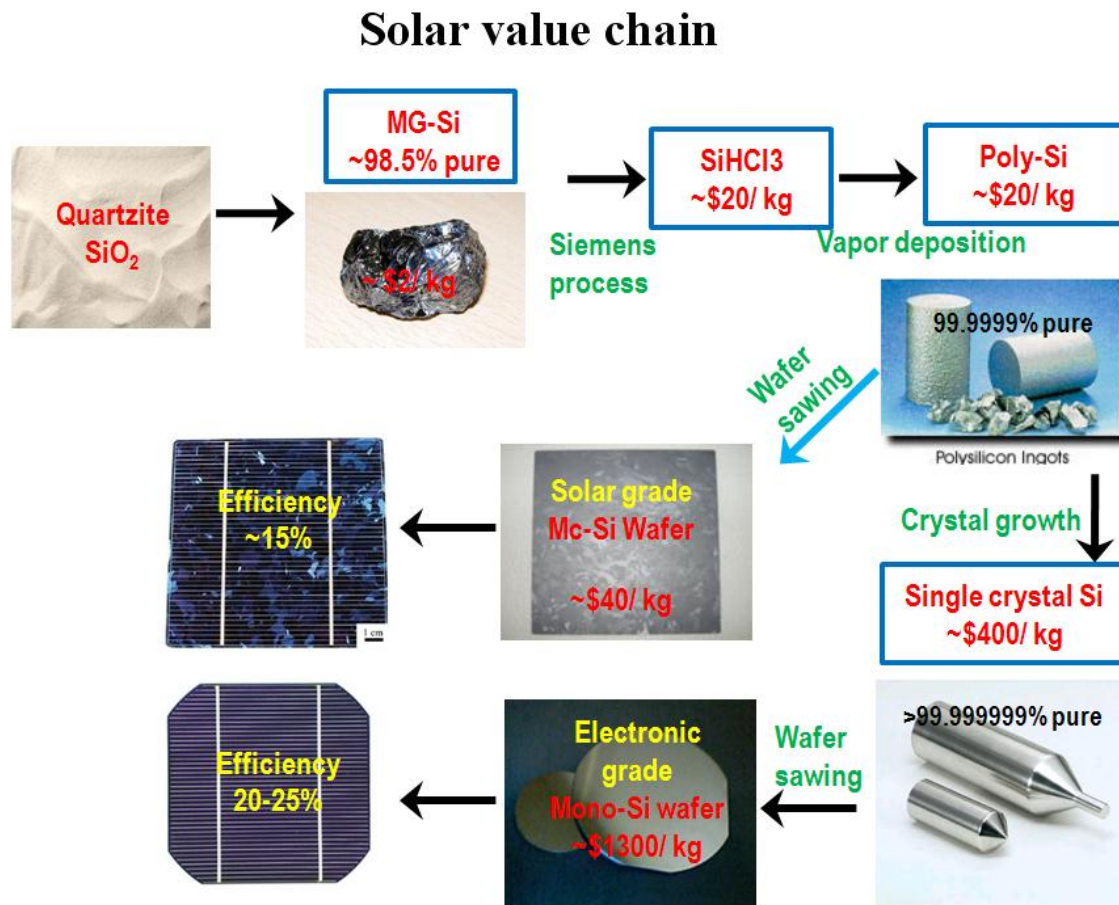 Solar value chain
MG-Si
~98.5% pure
SiHCl3
~$20/ kg
Poly-Si
~$20/ kg
Quartzite
SiO₂
~ $2/ kg
Siemens
process
Vapor deposition
99.9999% pure
Polysilicon Ingots
Wafer
sawing
Crystal growth
Efficiency
~15%
1 cm
Solar grade
Mc-Si Wafer
~$40/ kg
Single crystal Si
~$400/ kg
>99.999999% pure
Efficiency
20-25%
Electronic
grade
Mono-Si wafer
~$1300/ kg
Wafer
sawing